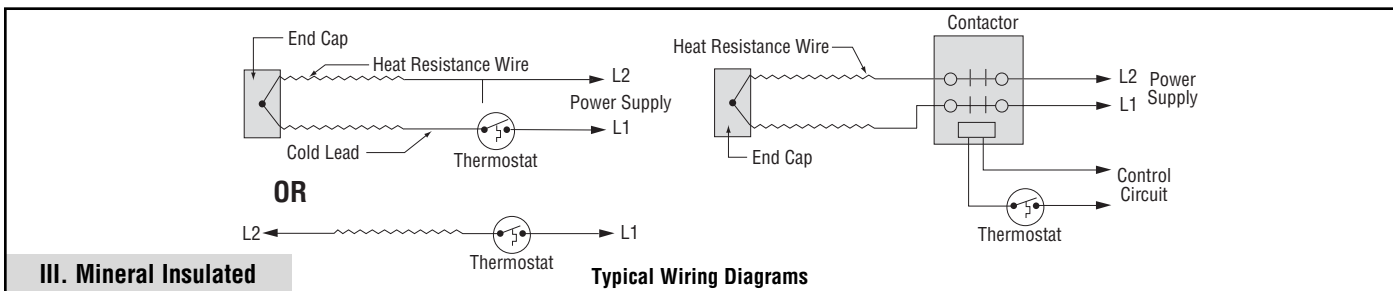 End Cap
Heat Resistance Wire
L2
Power Supply
L1
Cold Lead
Thermostat
OR
L2
L1
Thermostat
Contactor
Heat Resistance Wire
L2
L1
Power
Supply
End Cap
Control
Circuit
Thermostat
III. Mineral Insulated
Typical Wiring Diagrams